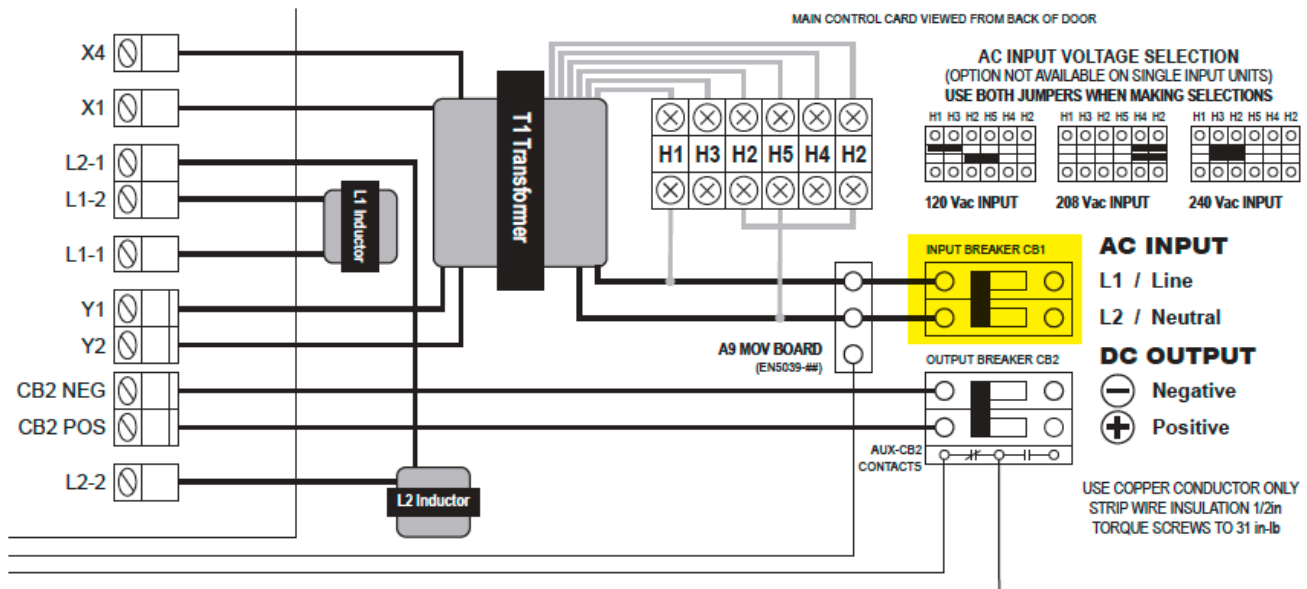 MAIN CONTROL CARD VIEWED FROM BACK OF DOOR
AC INPUT VOLTAGE SELECTION
(OPTION NOT AVAILABLE ON SINGLE INPUT UNITS)
USE BOTH JUMPERS WHEN MAKING SELECTIONS
H1 H3 H2 H5 H4 H2
H1 H3 H2 H5 H4 H2
H1 H3 H2 H5 H4 H2
120 Vac INPUT
208 Vac INPUT
240 Vac INPUT
X4
X1
L2-1
L1-2
L1-1
Y1
Y2
CB2 NEG
CB2 POS
L2-2
T1 Transformer
L1 Inductor
L2 Inductor
H1 H3 H2 H5 H4 H2
A9 MOV BOARD
(EN5039-##)
INPUT BREAKER CB1
AC INPUT
L1 / Line
L2 / Neutral
OUTPUT BREAKER CB2
DC OUTPUT
Negative
Positive
AUX-CB2
CONTACTS
USE COPPER CONDUCTOR ONLY
STRIP WIRE INSULATION 1/2in
TORQUE SCREWS TO 31 in-lb